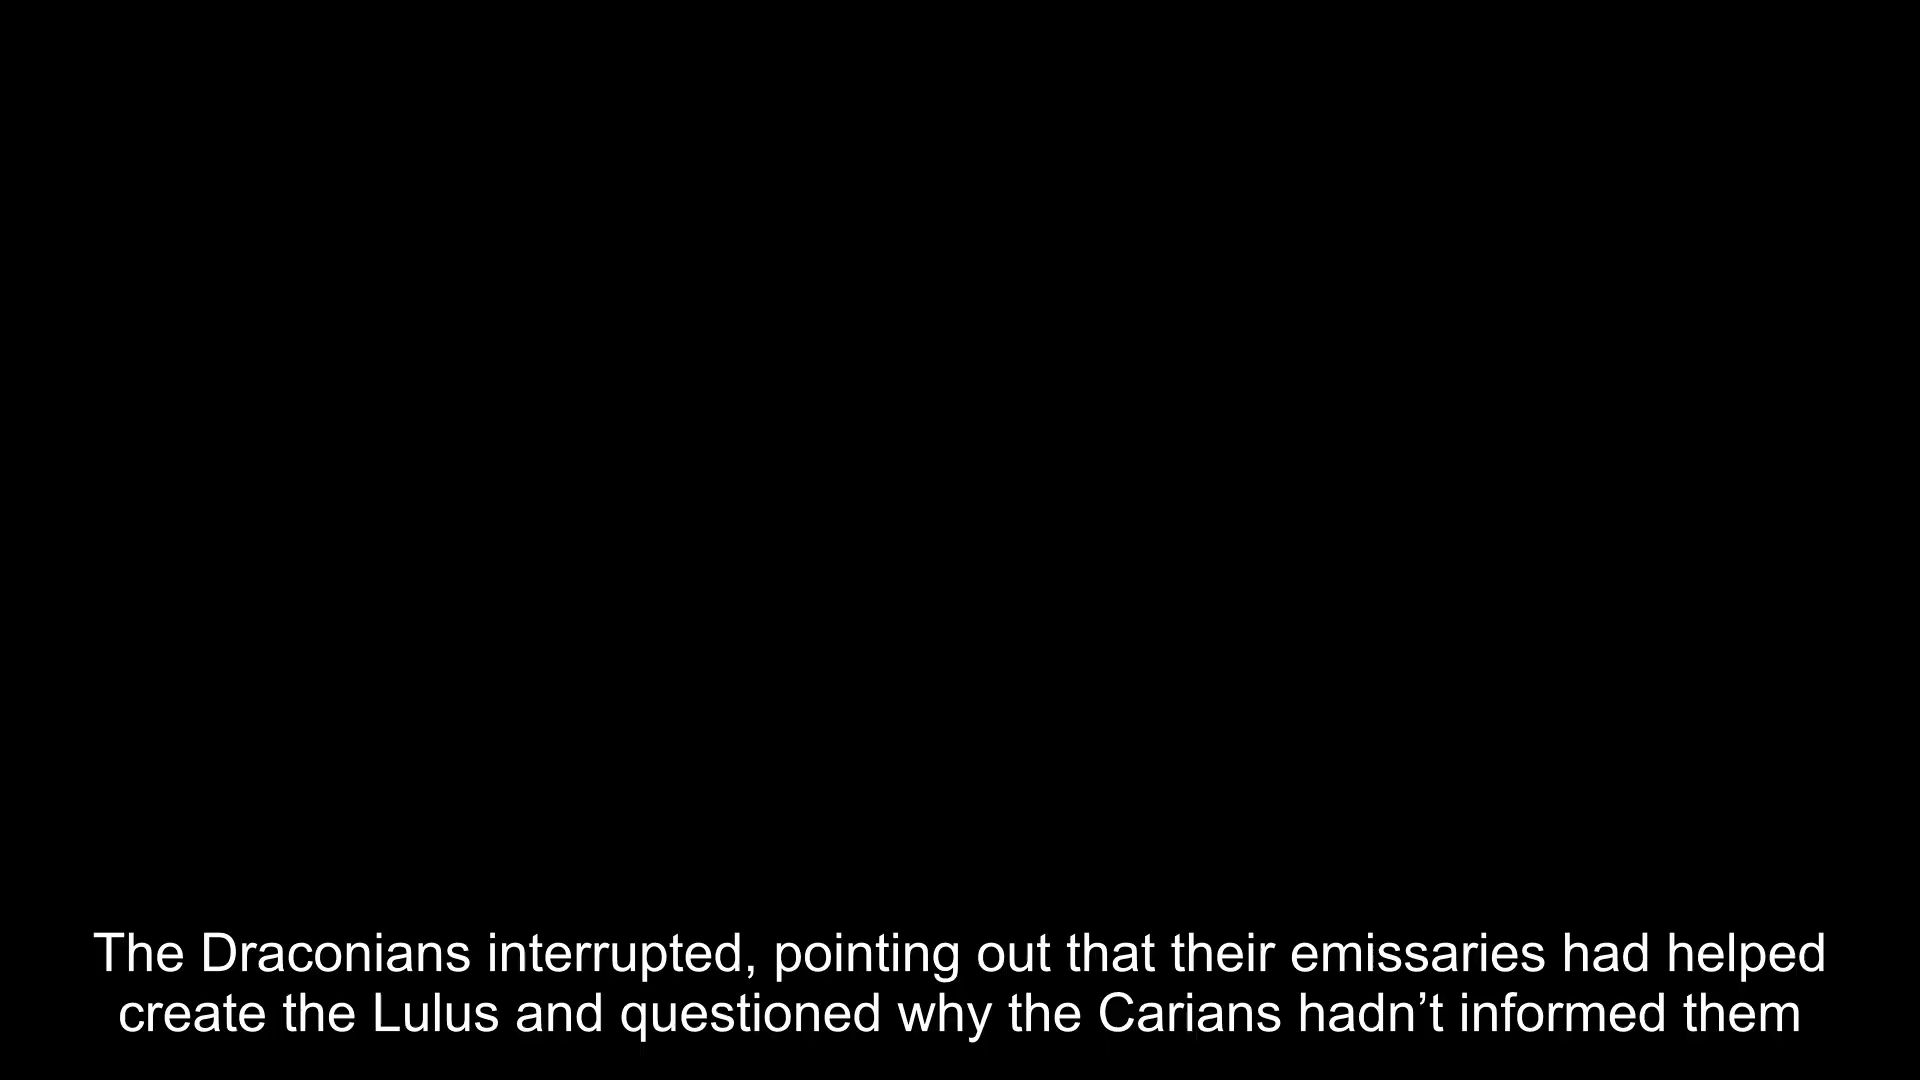 The Draconians interrupted, pointing out that their emissaries had helped
create the Lulus and questioned why the Carians hadn’t informed them